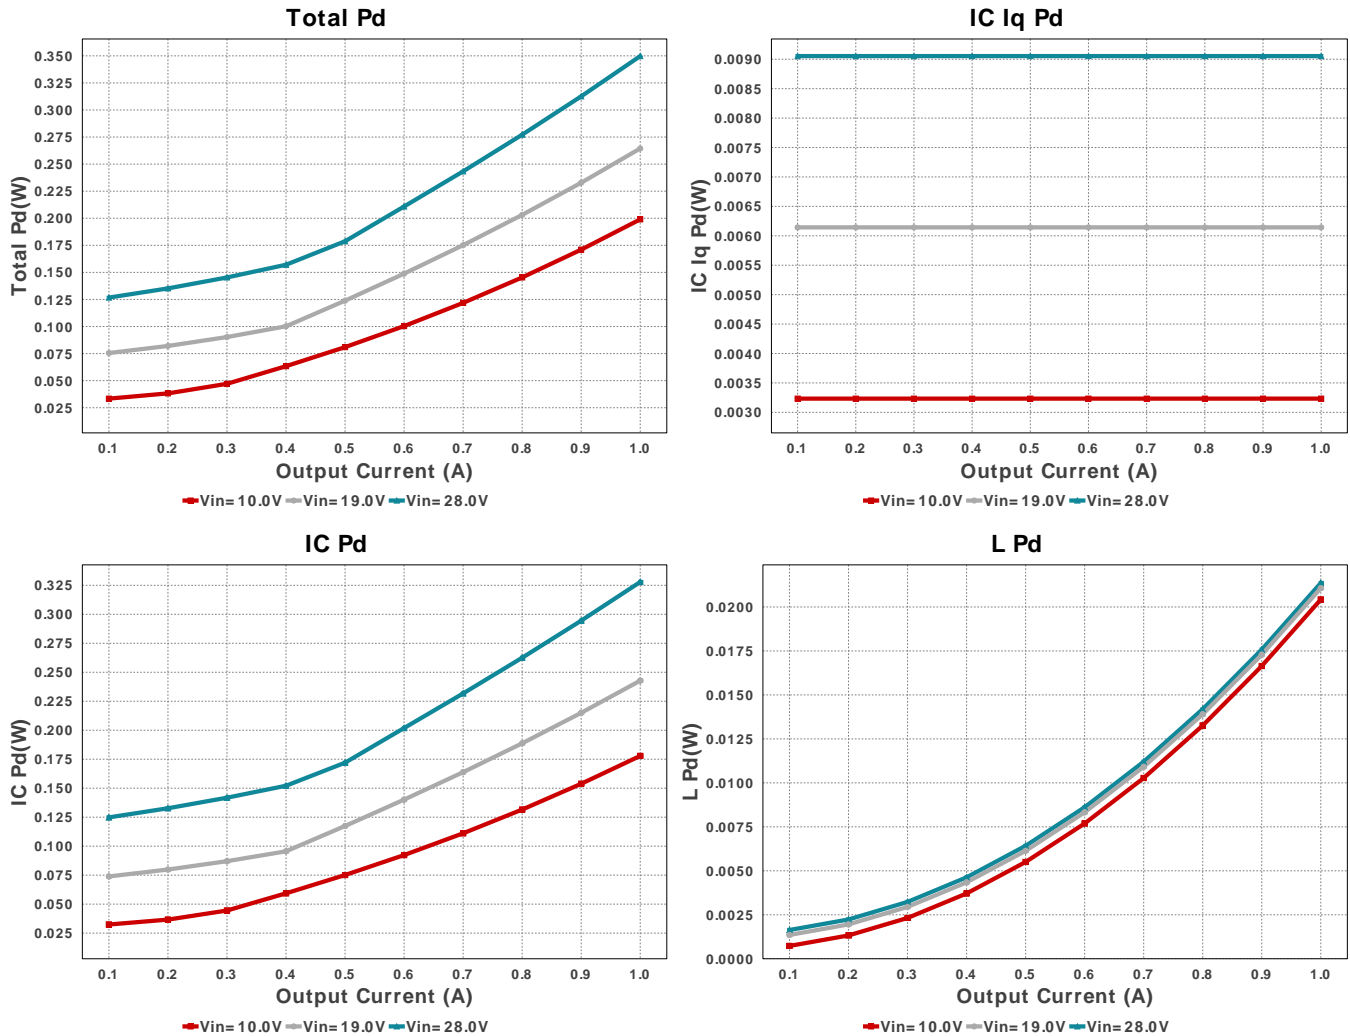 Total Pd
0.350
0.325
0.300
0.275
0.250
0.225
0.200
0.175
0.150
0.125
0.100
0.075
0.050
0.025
Total Pd(W)
0.1 0.2 0.3 0.4 0.5 0.6 0.7 0.8 0.9 1.0
Output Current (A)
Vin= 10.0V Vin= 19.0V Vin= 28.0V
IC Iq Pd
0.0090
0.0085
0.0080
0.0075
0.0070
0.0065
0.0060
0.0055
0.0050
0.0045
0.0040
0.0035
0.0030
IC Iq Pd(W)
0.1 0.2 0.3 0.4 0.5 0.6 0.7 0.8 0.9 1.0
Output Current (A)
Vin= 10.0V Vin= 19.0V Vin= 28.0V
IC Pd
0.325
0.300
0.275
0.250
0.225
0.200
0.175
0.150
0.125
0.100
0.075
0.050
0.025
IC Pd(W)
0.1 0.2 0.3 0.4 0.5 0.6 0.7 0.8 0.9 1.0
Output Current (A)
Vin= 10.0V Vin= 19.0V Vin= 28.0V
L Pd
0.0200
0.0175
0.0150
0.0125
0.0100
0.0075
0.0050
0.0025
0.0000
L Pd(W)
0.1 0.2 0.3 0.4 0.5 0.6 0.7 0.8 0.9 1.0
Output Current (A)
Vin= 10.0V Vin= 19.0V Vin= 28.0V